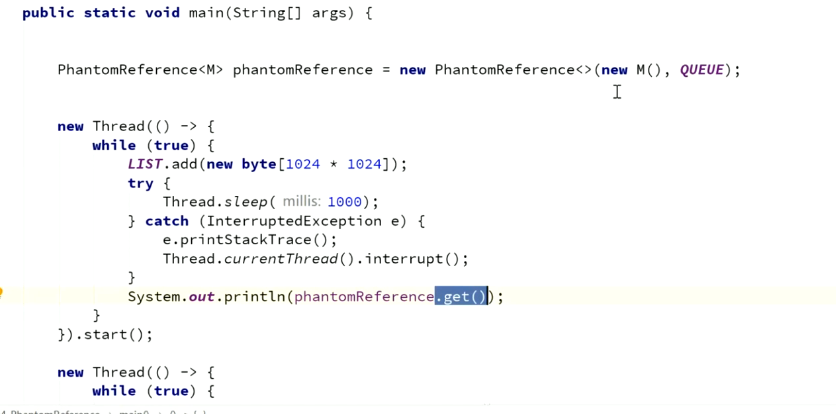 public static void main(String[] args) {
PhantomReference<M> phantomReference = new PhantomReference<>(new M(), QUEUE);
new Thread(() -> {
while (true) {
LIST.add(new byte[1024 * 1024]);
try {
Thread.sleep( millis: 1000);
} catch (InterruptedException e) {
e.printStackTrace();
Thread.currentThread().interrupt();
}
System.out.println(phantomReference.get());
}
}).start();
new Thread(() -> {
while (true) {